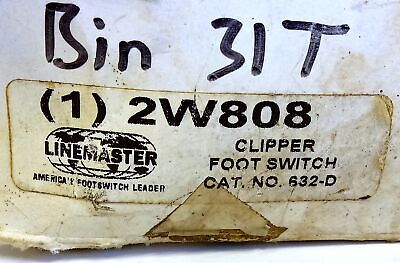 Bin 31T
(1) 2W808
LINEMASTER
AMERICA'S FOOTSWITCH LEADER
CLIPPER
FOOT SWITCH
CAT. NO. 632-D